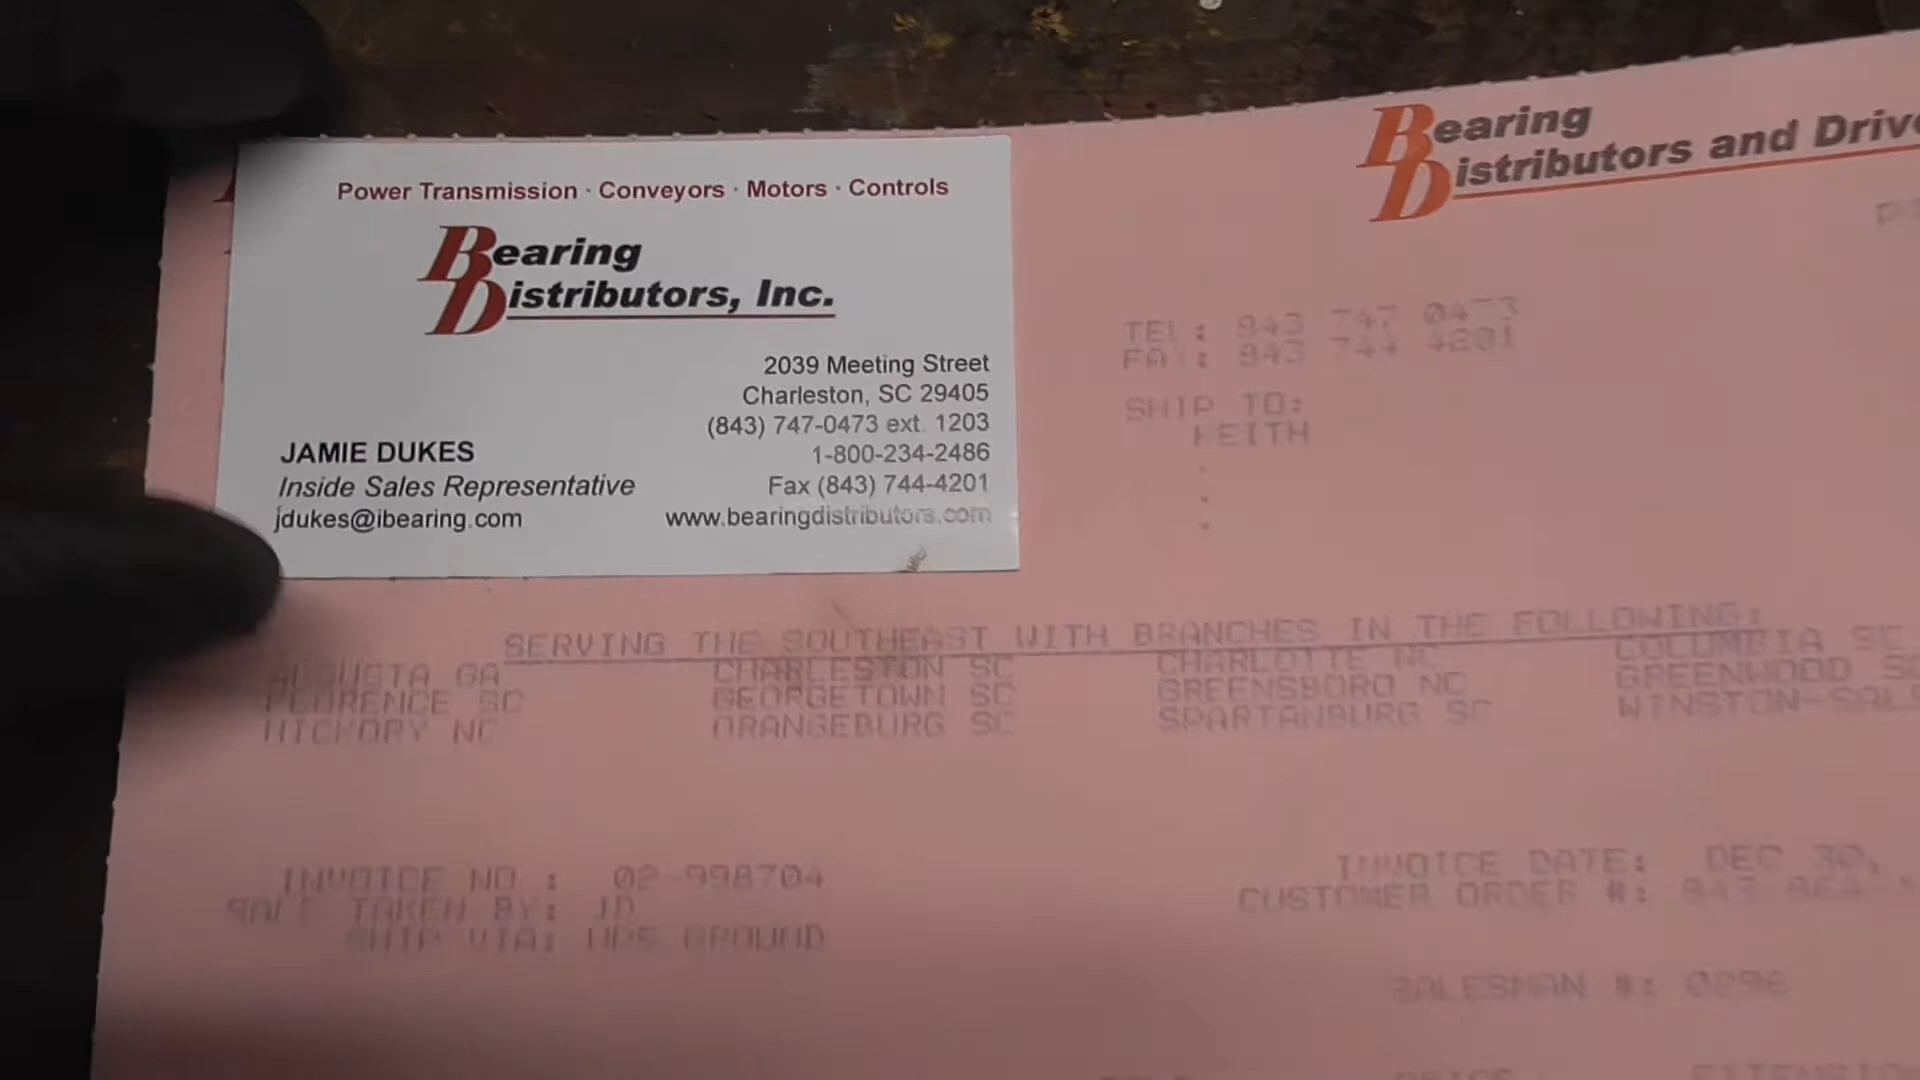 Power Transmission · Conveyors · Motors · Controls
Bearing
Distributors, Inc.
2039 Meeting Street
Charleston, SC 29405
(843) 747-0473 ext. 1203
1-800-234-2486
Fax (843) 744-4201
www.bearingdistributors.com
JAMIE DUKES
Inside Sales Representative
jdukes@ibearing.com
Bearing
Distributors and
TEL: 843 747 0473
FAX: 843 744 4201
SHIP TO:
KEITH
SERVING THE SOUTHEAST WITH BRANCHES IN THE FOLLOWING:
AUGUSTA GA CHARLESTON SC CHARLOTTE NC COLUMBIA SC
FLORENCE SC GEORGETOWN SC GREENSBORO NC GREENWOOD SC
HICKORY NC ORANGEBURG SC SPARTANBURG SC
INVOICE NO : 02 998704
SALE TAKEN BY: JD
SHIP VIA: UPS GROUND
INVOICE DATE: DEC 30,
CUSTOMER ORDER #:
SALESMAN #: 0296